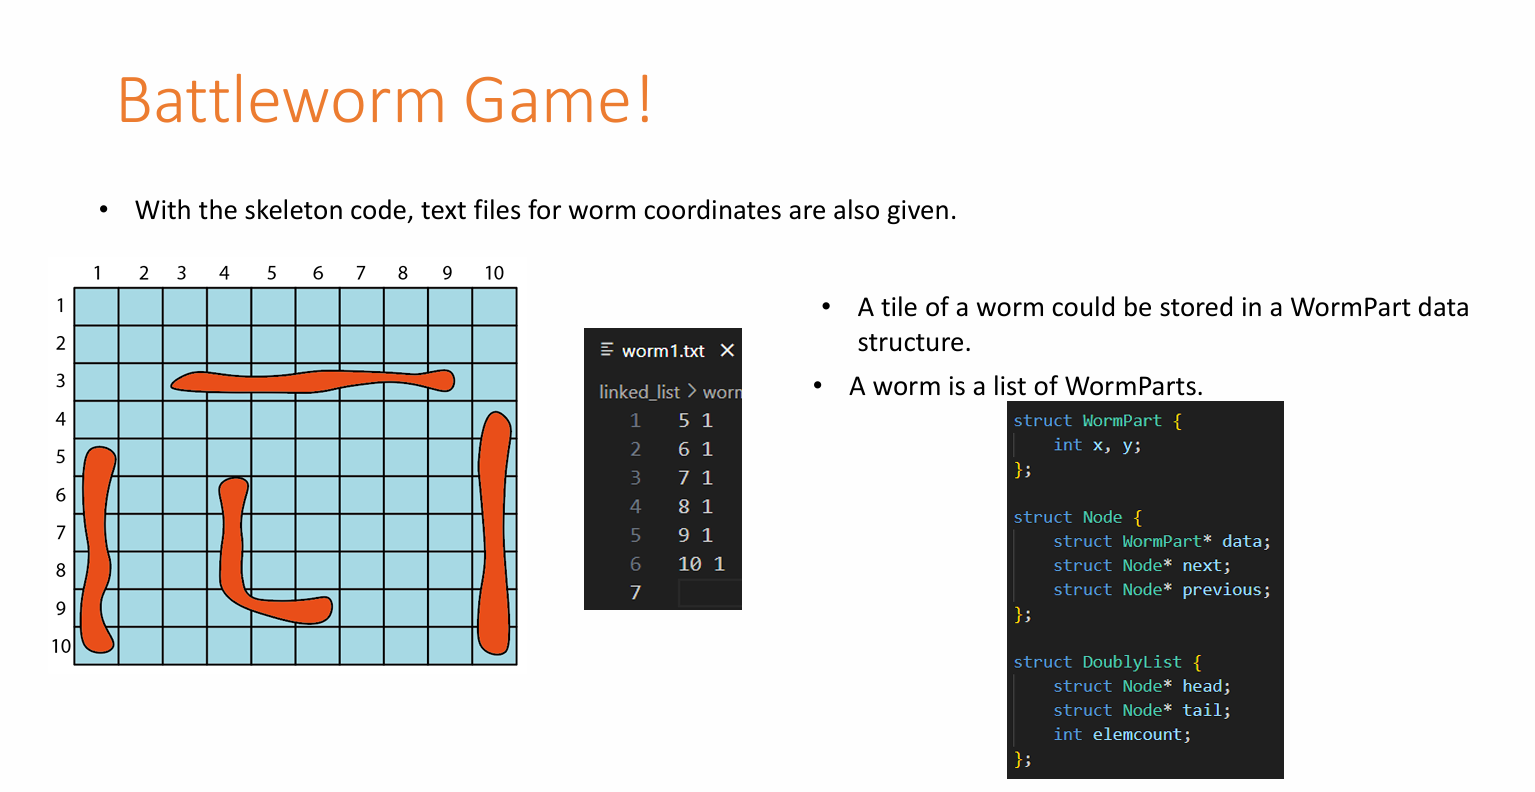 Battleworm Game!
• With the skeleton code, text files for worm coordinates are also given.
1 2 3 4 5 6 7 8 9 10
1
2
3
4
5
6
7
8
9
10
worm1.txt ×
linked_list > worm
1 5 1
2 6 1
3 7 1
4 8 1
5 9 1
6 10 1
7
• A tile of a worm could be stored in a WormPart data
structure.
• A worm is a list of WormParts.
struct WormPart {
int x, y;
};
struct Node {
struct WormPart* data;
struct Node* next;
struct Node* previous;
};
struct DoublyList {
struct Node* head;
struct Node* tail;
int elemcount;
};